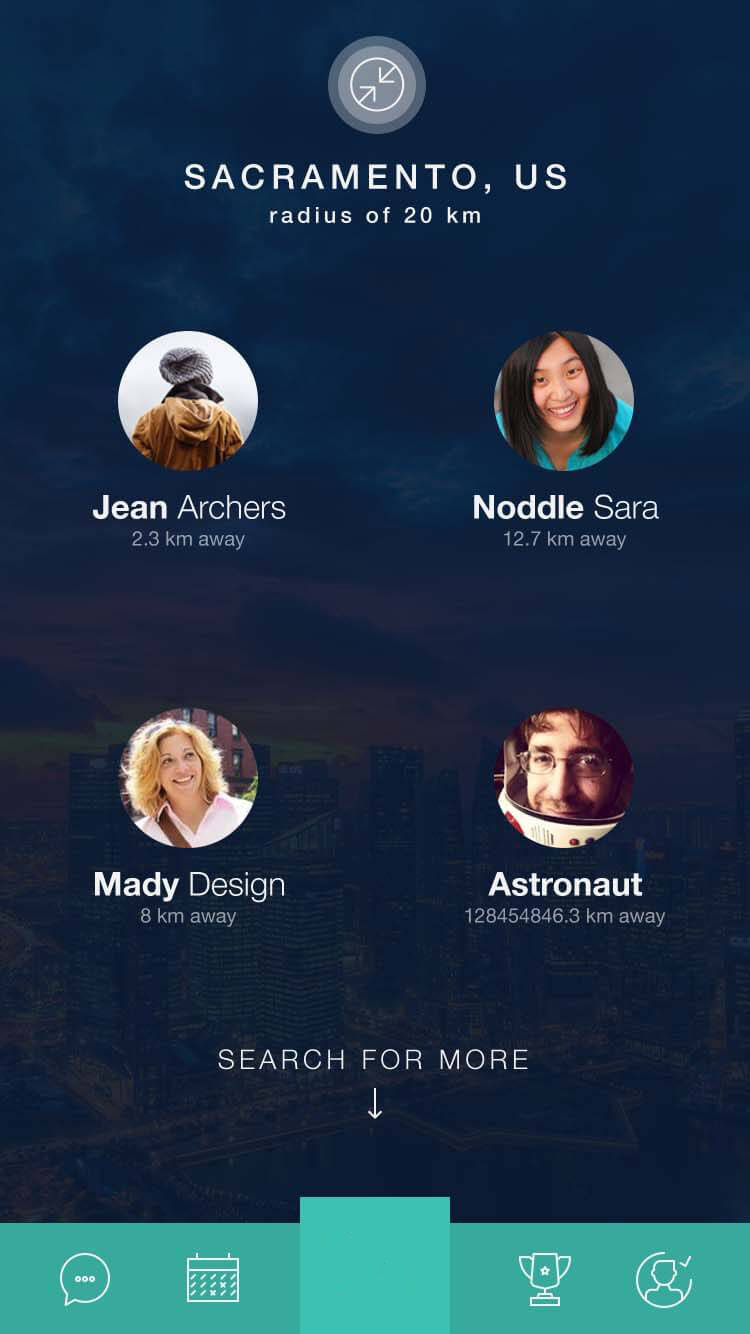 SACRAMENTO, US
radius of 20 km
Jean Archers
2.3 km away
Noddle Sara
12.7 km away
Mady Design
8 km away
Astronaut
128454846.3 km away
SEARCH FOR MORE